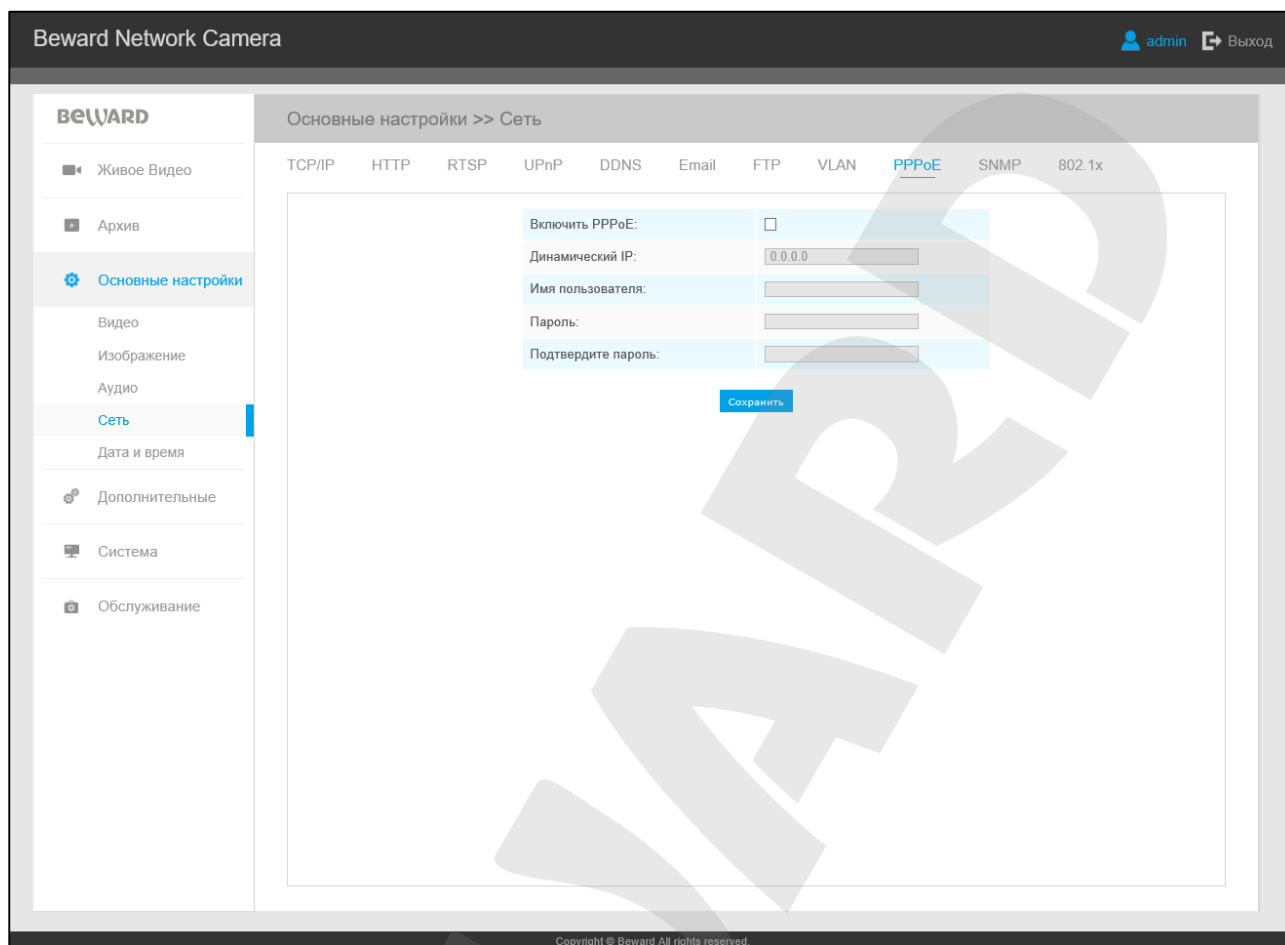 Beward Network Camera
admin Выход
BEWARD
Основные настройки >> Сеть
Живое Видео
Архив
Основные настройки
Видео
Изображение
Аудио
Сеть
Дата и время
Дополнительные
Система
Обслуживание
TCP/IP HTTP RTSP UPnP DDNS Email FTP VLAN PPPoE SNMP 802.1x
Включить PPPoE:
Динамический IP: 0.0.0.0
Имя пользователя:
Пароль:
Подтвердите пароль:
Сохранить
Copyright © Beward All rights reserved.
WARD